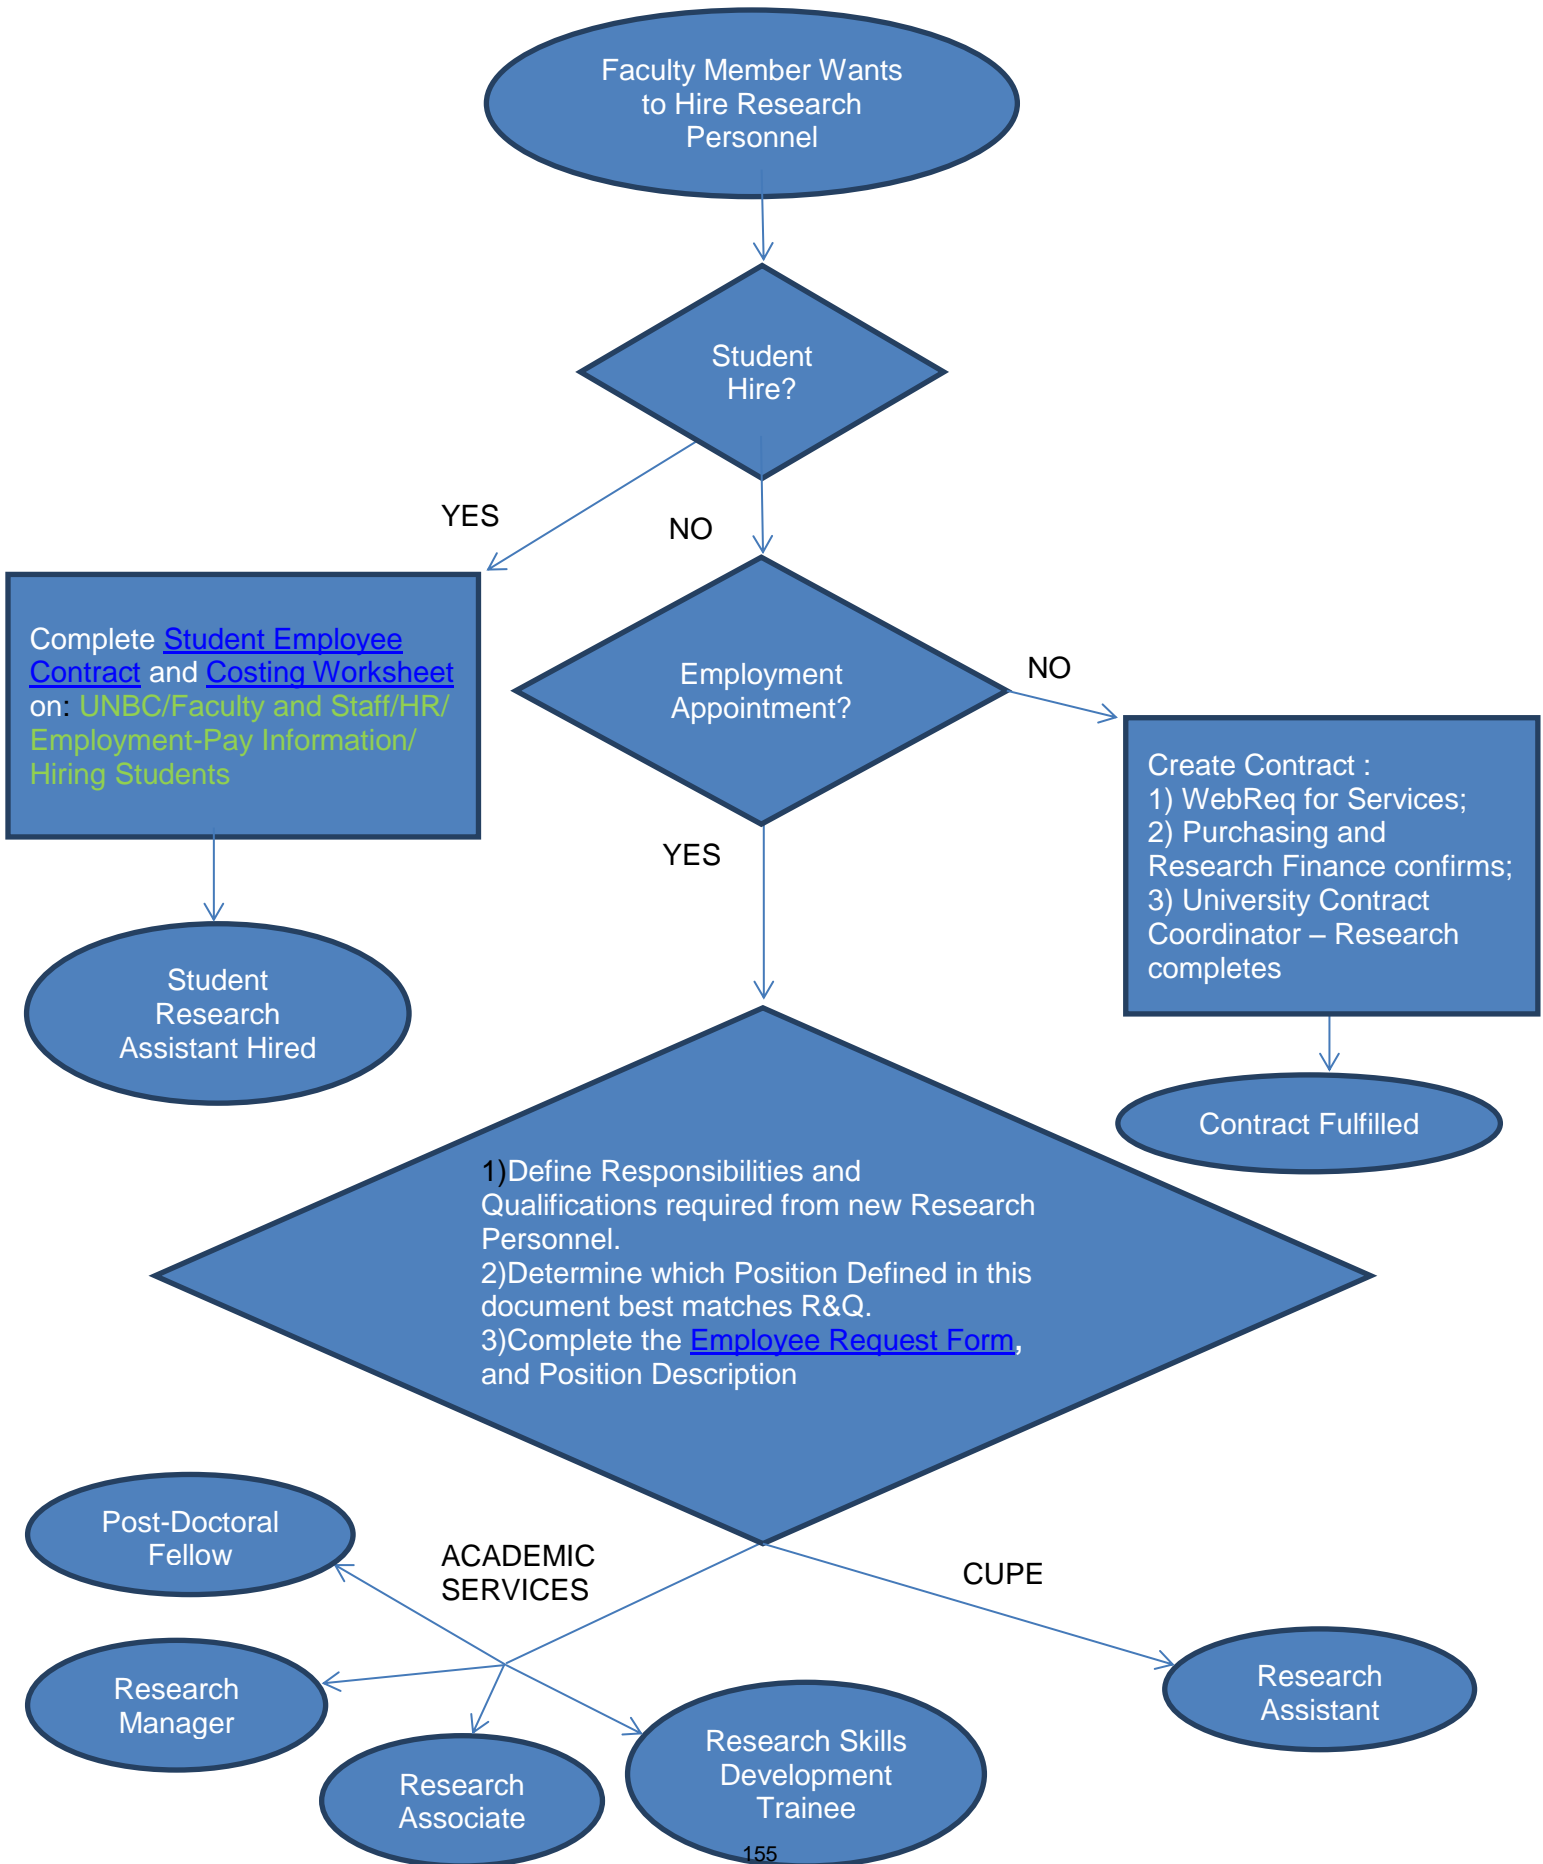 Faculty Member Wants
to Hire Research
Personnel
Student
Hire?
YES
NO
Complete Student Employee
Contract and Costing Worksheet
on: UNBC/Faculty and Staff/HR/
Employment-Pay Information/
Hiring Students
Employment
Appointment?
NO
Create Contract :
1) WebReq for Services;
2) Purchasing and
Research Finance confirms;
3) University Contract
Coordinator – Research
completes
YES
Student
Research
Assistant Hired
Contract Fulfilled
1)Define Responsibilities and
Qualifications required from new Research
Personnel.
2)Determine which Position Defined in this
document best matches R&Q.
3)Complete the Employee Request Form,
and Position Description
Post-Doctoral
Fellow
ACADEMIC
SERVICES
CUPE
Research
Manager
Research
Associate
Research Skills
Development
Trainee
Research
Assistant
155